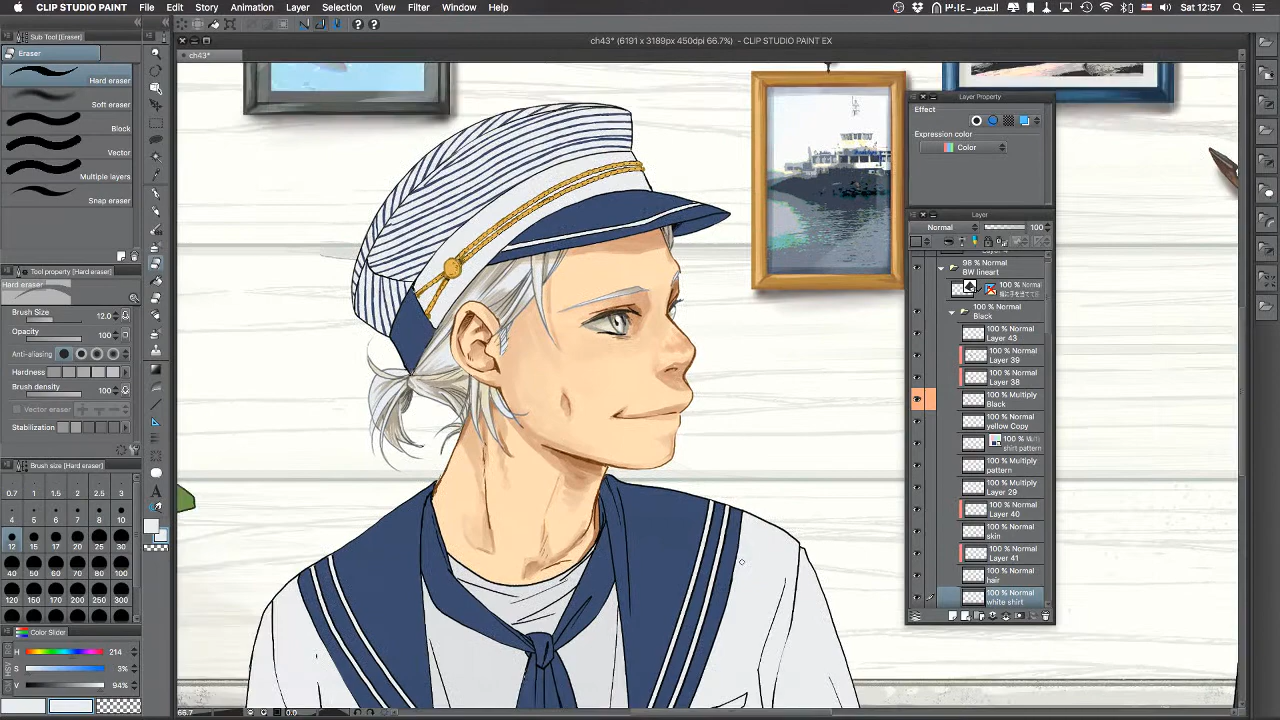 CLIP STUDIO PAINT File Edit Story Animation Layer Selection View Filter Window Help
Sat 12:57
Sub Tool [Eraser]
ch43* (6191 x 3189px 450dpi 66.7%) - CLIP STUDIO PAINT EX
Eraser
ch43*
Hard eraser
Soft eraser
Block
Vector
Multiple layers
Snap eraser
Tool property [Hard eraser]
Hard eraser
Brush Size 12.0
Opacity 100
Anti-aliasing
Hardness
Brush density 100
Vector eraser
Stabilization
Brush size [Hard eraser]
0.7 1 1.5 2 2.5 3
4 5 6 7 8 10
12 15 17 20 25 30
40 50 60 70 80 100
120 150 170 200 250 300
Color Slider
H 214
S 3%
V 94%
Layer Property
Effect
Expression color
Color
Layer
Normal 100
98 % Normal
BW lineart
100 % Normal
100 % Normal
Black
100 % Normal
Layer 43
100 % Normal
Layer 39
100 % Normal
Layer 38
100 % Multiply
Black
100 % Normal
yellow Copy
100 % Multi
shirt pattern
100 % Multiply
pattern
100 % Multiply
Layer 29
100 % Normal
Layer 40
100 % Normal
skin
100 % Normal
Layer 41
100 % Normal
hair
100 % Normal
white shirt
66.7
0.0